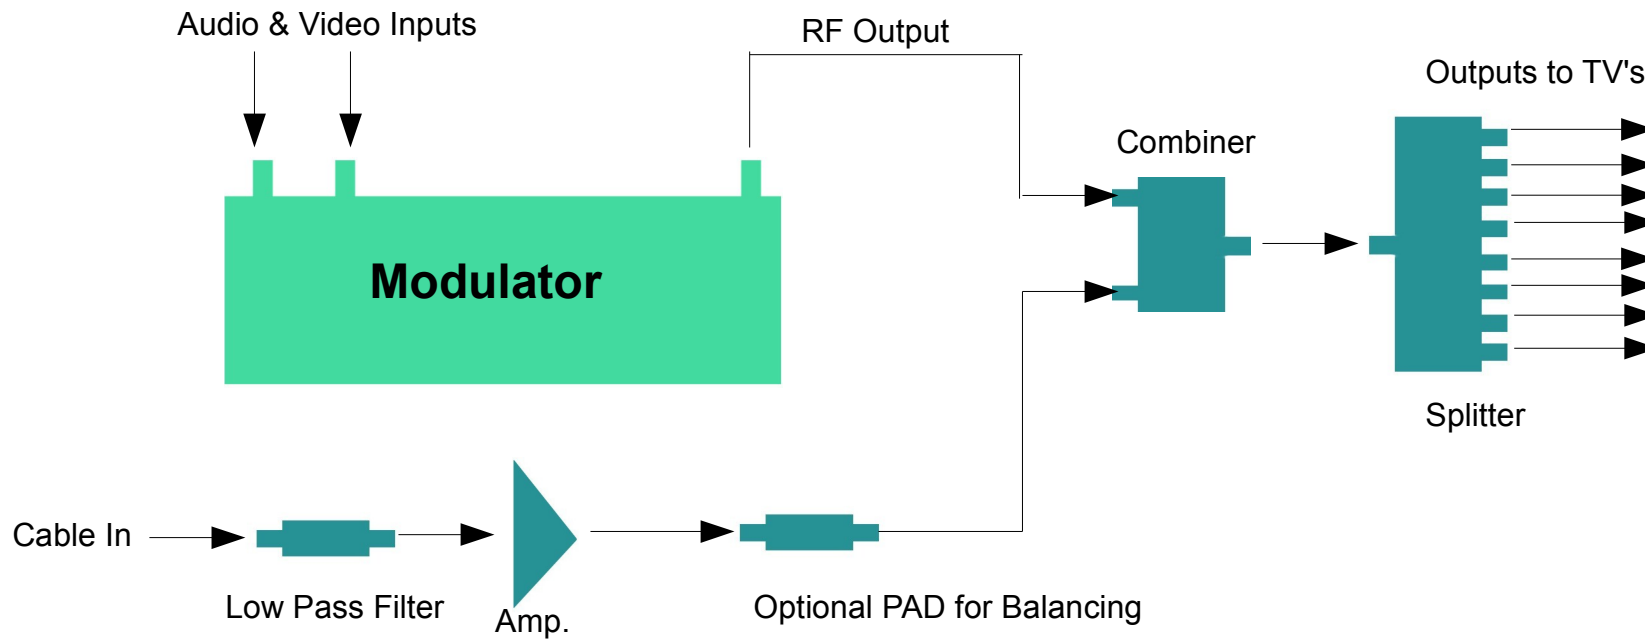 Audio & Video Inputs
RF Output
Outputs to TV's
Combiner
Modulator
Splitter
Cable In
Low Pass Filter
Amp.
Optional PAD for Balancing